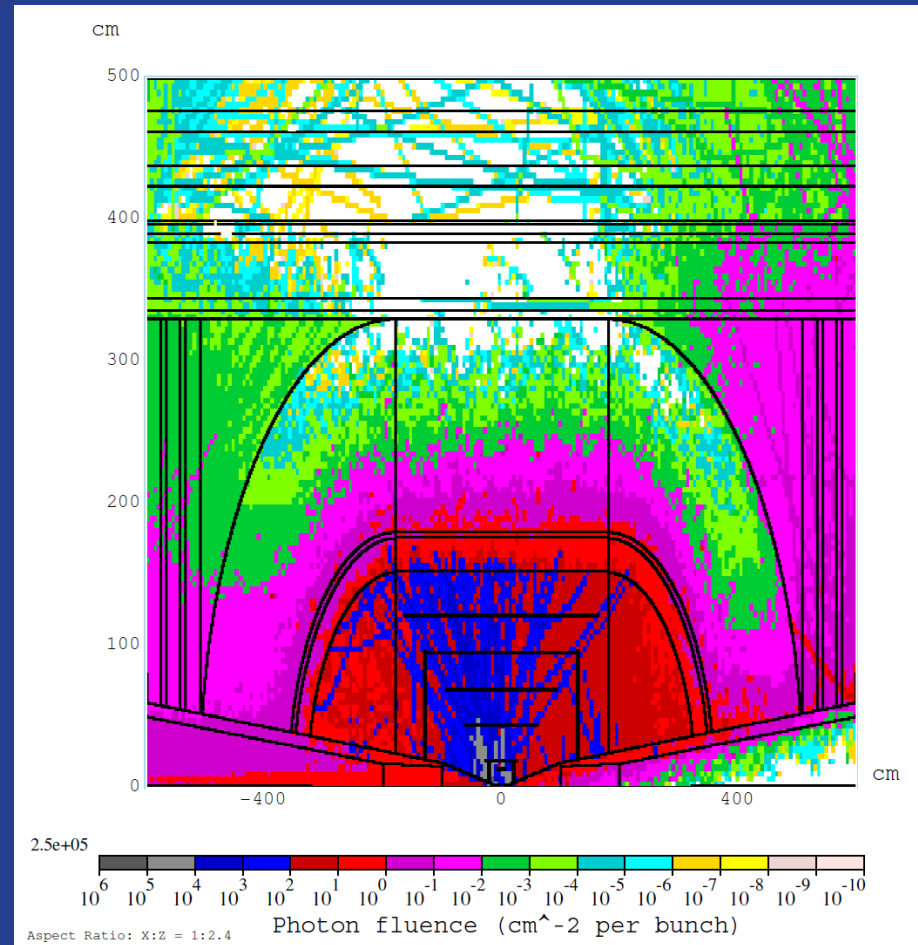 cm
500
400
300
200
100
0
-400 0 400 cm
2.5e+05
10^6 10^5 10^4 10^3 10^2 10^1 10^0 10^-1 10^-2 10^-3 10^-4 10^-5 10^-6 10^-7 10^-8 10^-9 10^-10
Photon fluence (cm^-2 per bunch)
Aspect Ratio: X:Z = 1:2.4